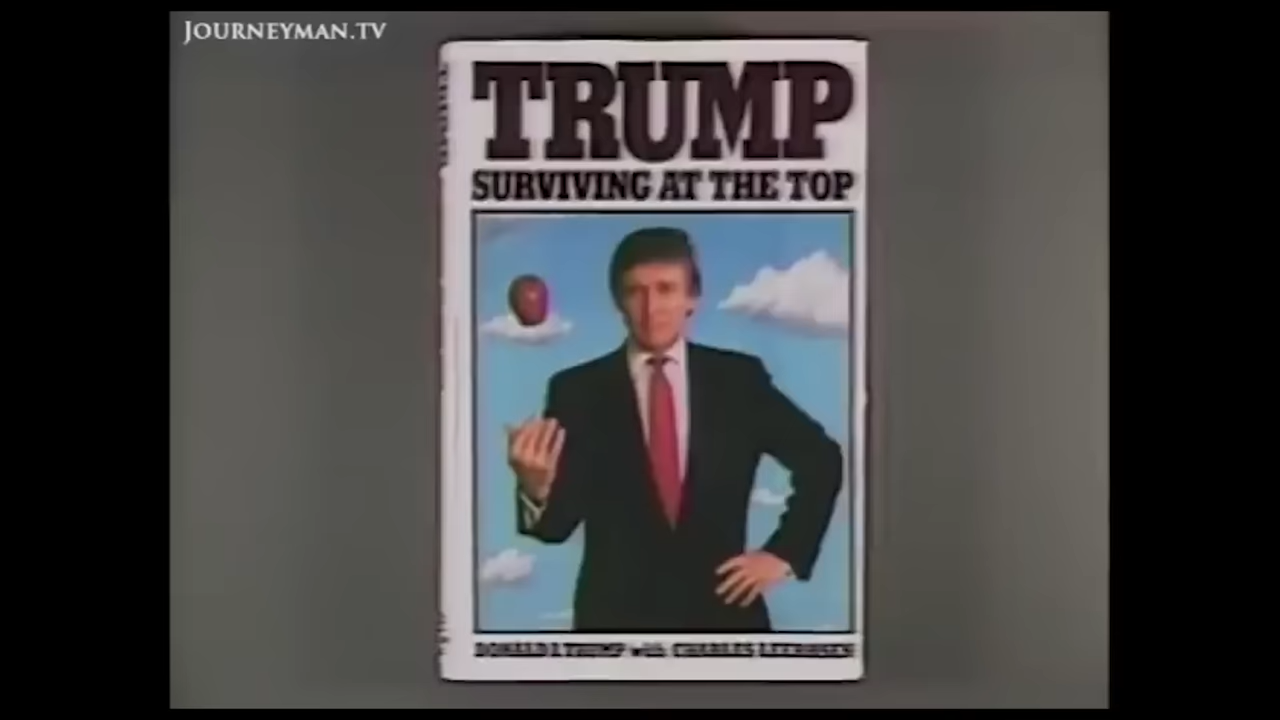 JOURNEYMAN.TV
TRUMP
SURVIVING AT THE TOP
DONALD J. TRUMP with CHARLES LEERHSEN